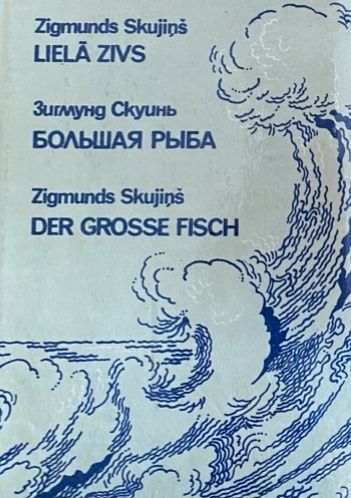 Zigmunds Skujiņš
LIELĀ ZIVS
Зигмунд Скуинь
БОЛЬШАЯ РЫБА
Zigmunds Skujiņš
DER GROSSE FISCH